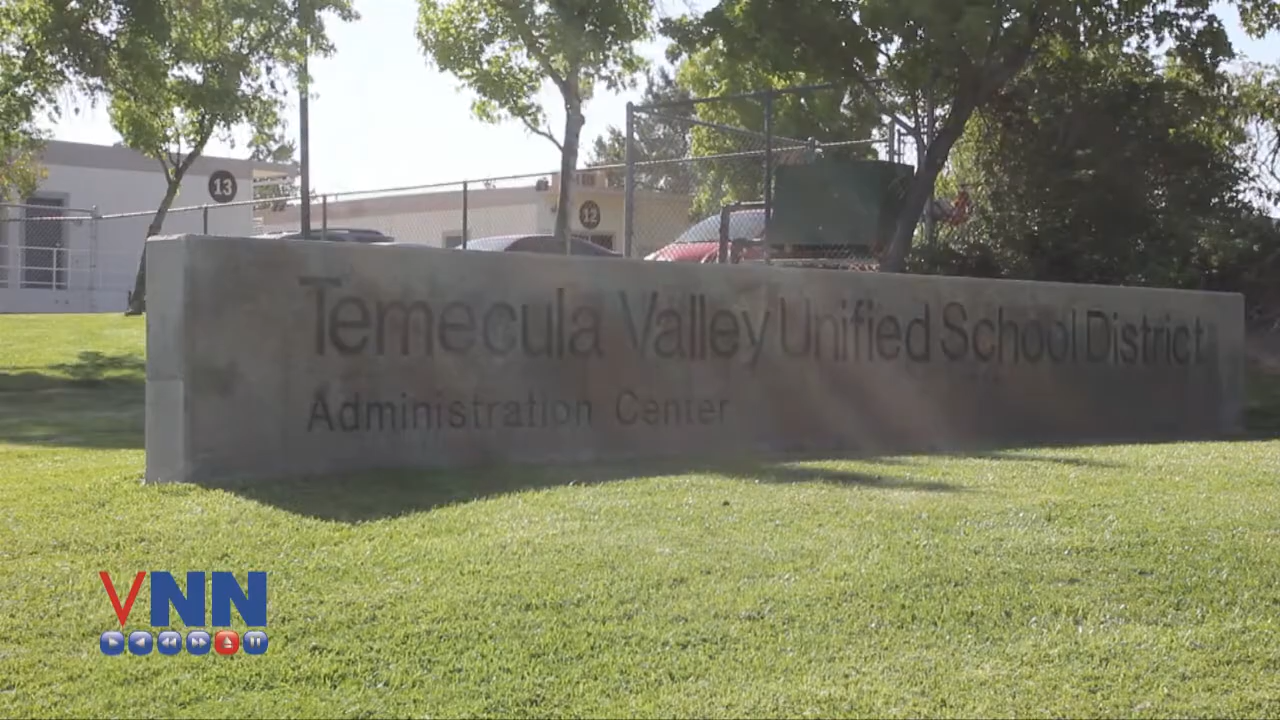 13
12
Temecula Valley Unified School District
Administration Center
VNN